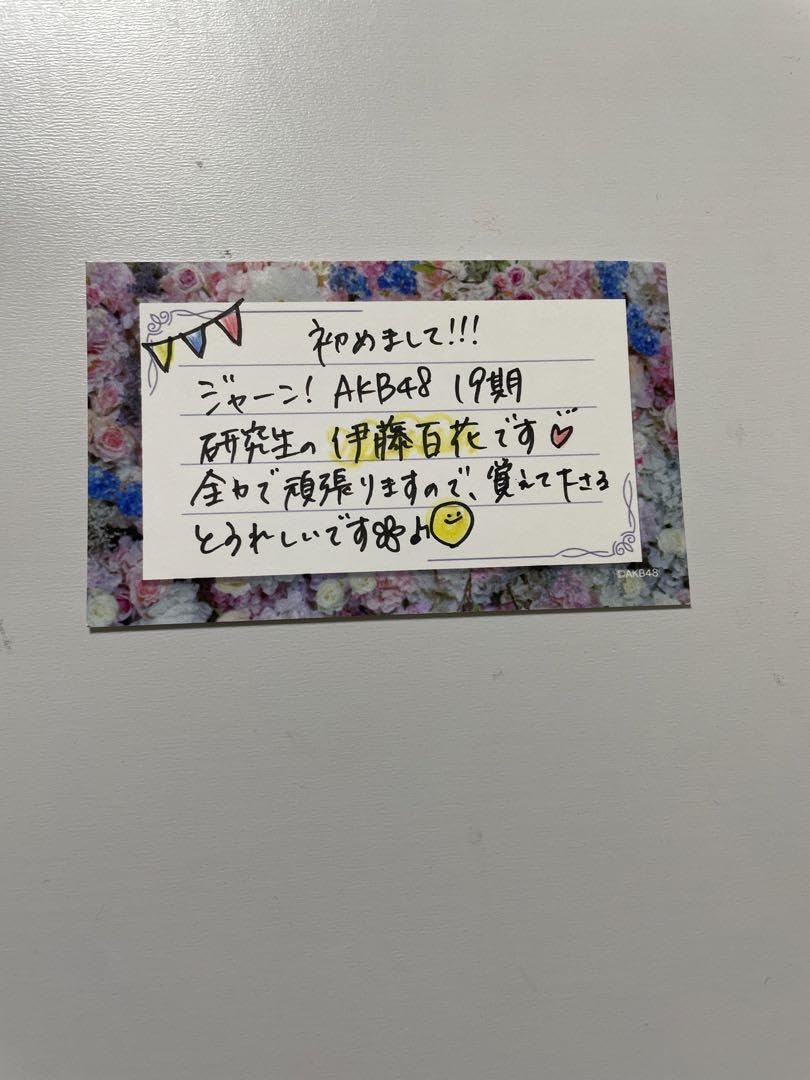 初めまして!!!
ジャーン! AKB48 19期
研究生の 伊藤百花です♡
全力で頑張りますので、覚えて下さる
とうれしいです✿♪
©AKB48